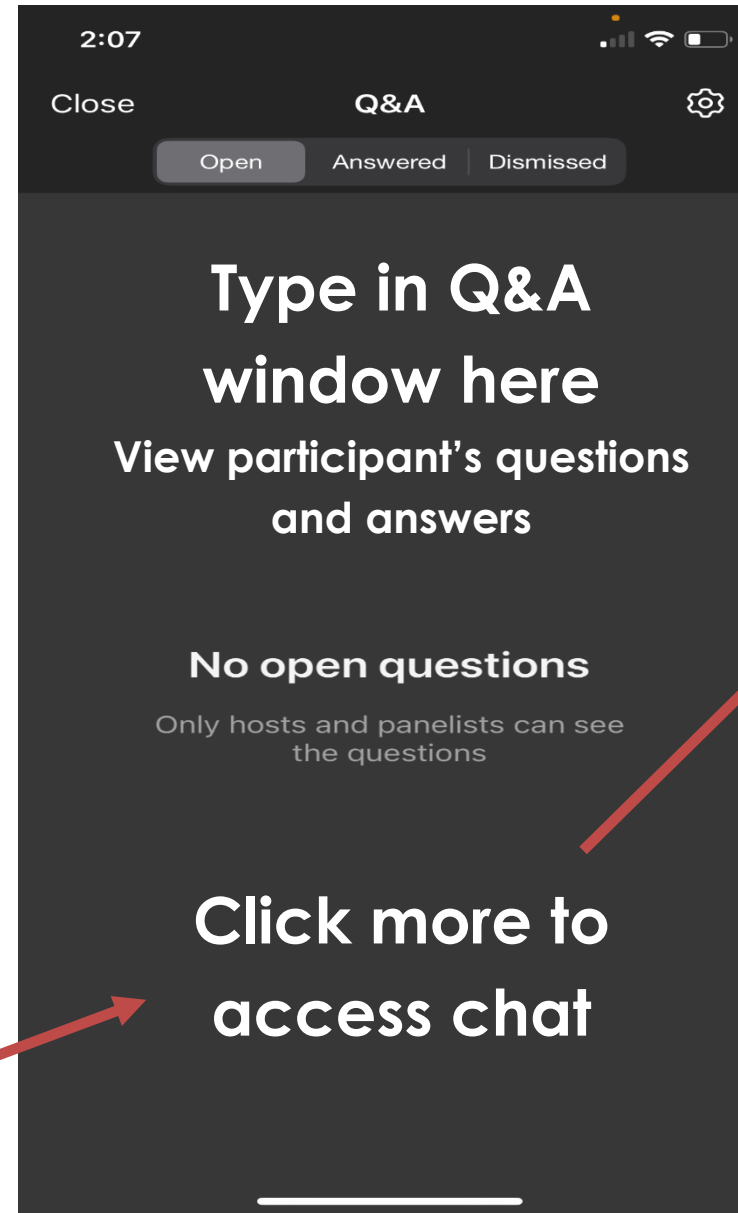 2:07
Close Q&A
Open Answered Dismissed
Type in Q&A
window here
View participant’s questions
and answers
No open questions
Only hosts and panelists can see
the questions
Click more to
access chat